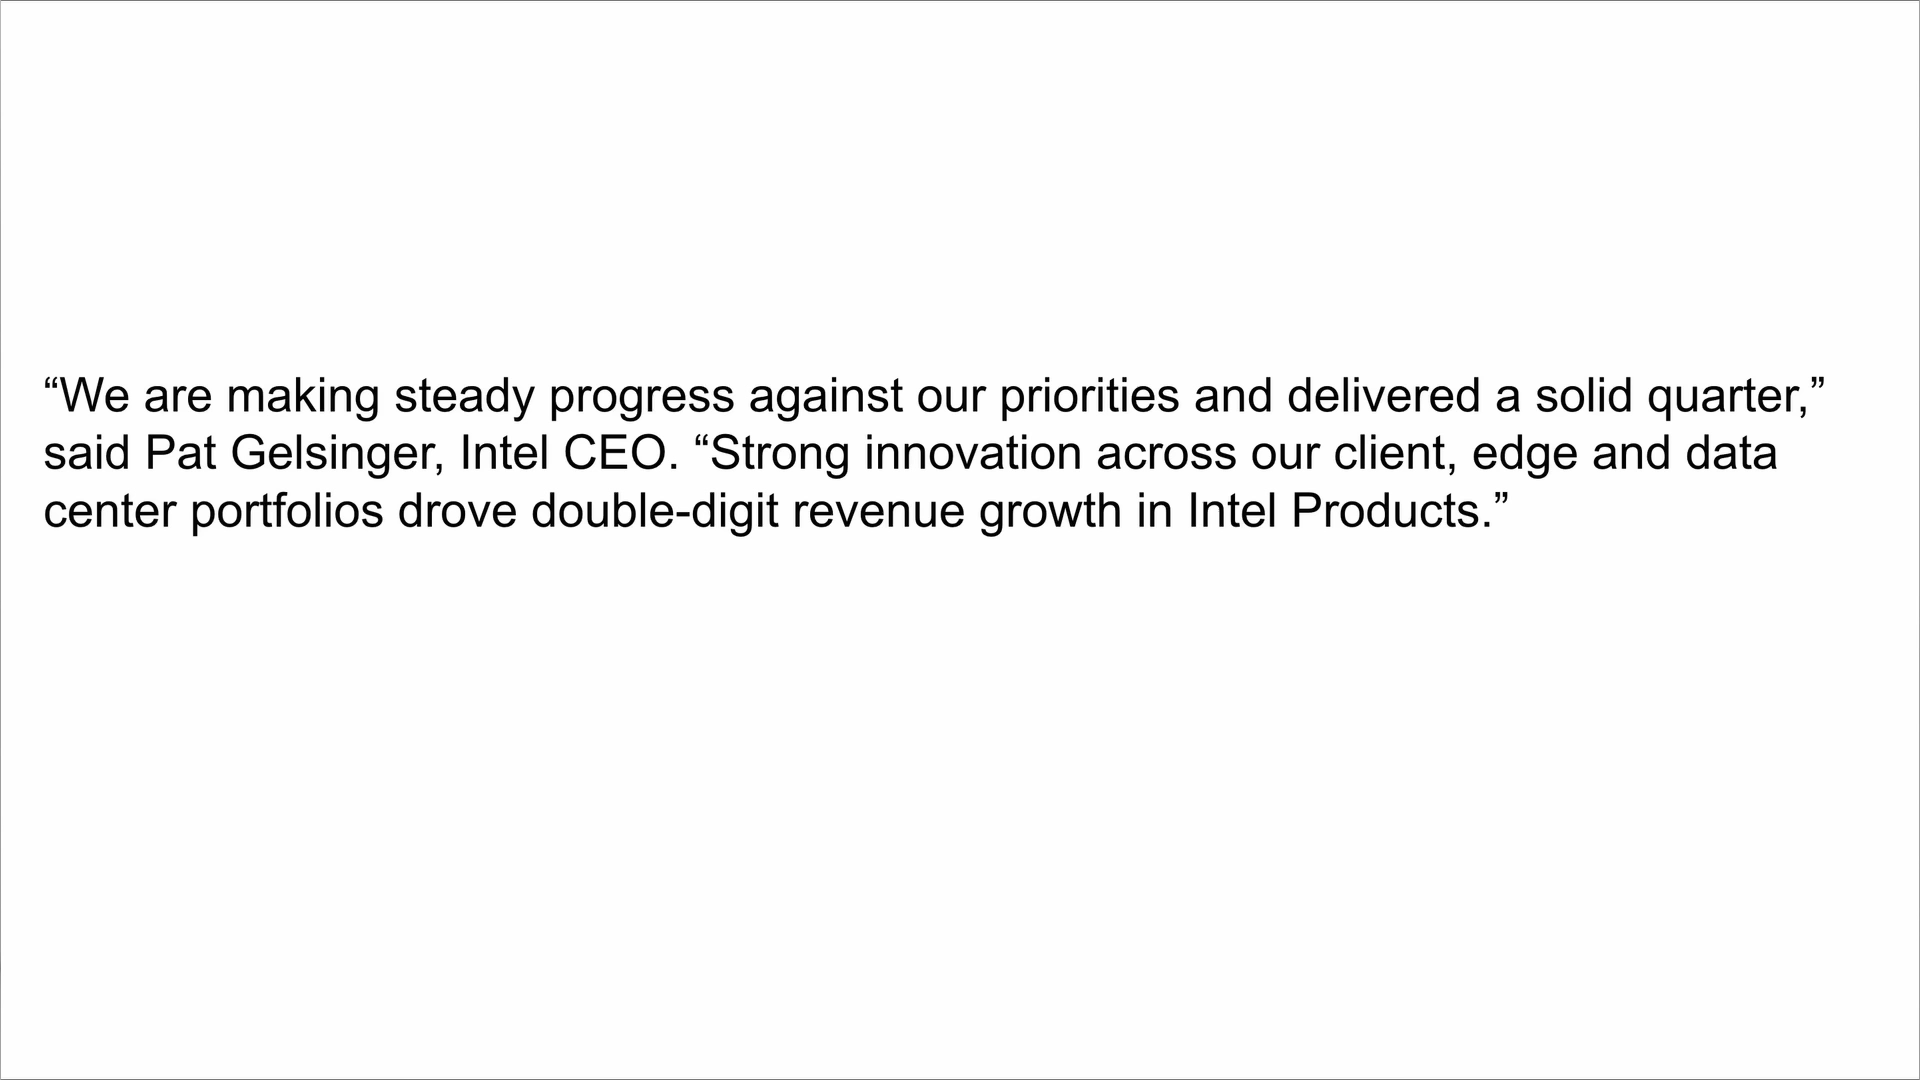 “We are making steady progress against our priorities and delivered a solid quarter,”
said Pat Gelsinger, Intel CEO. “Strong innovation across our client, edge and data
center portfolios drove double-digit revenue growth in Intel Products.”